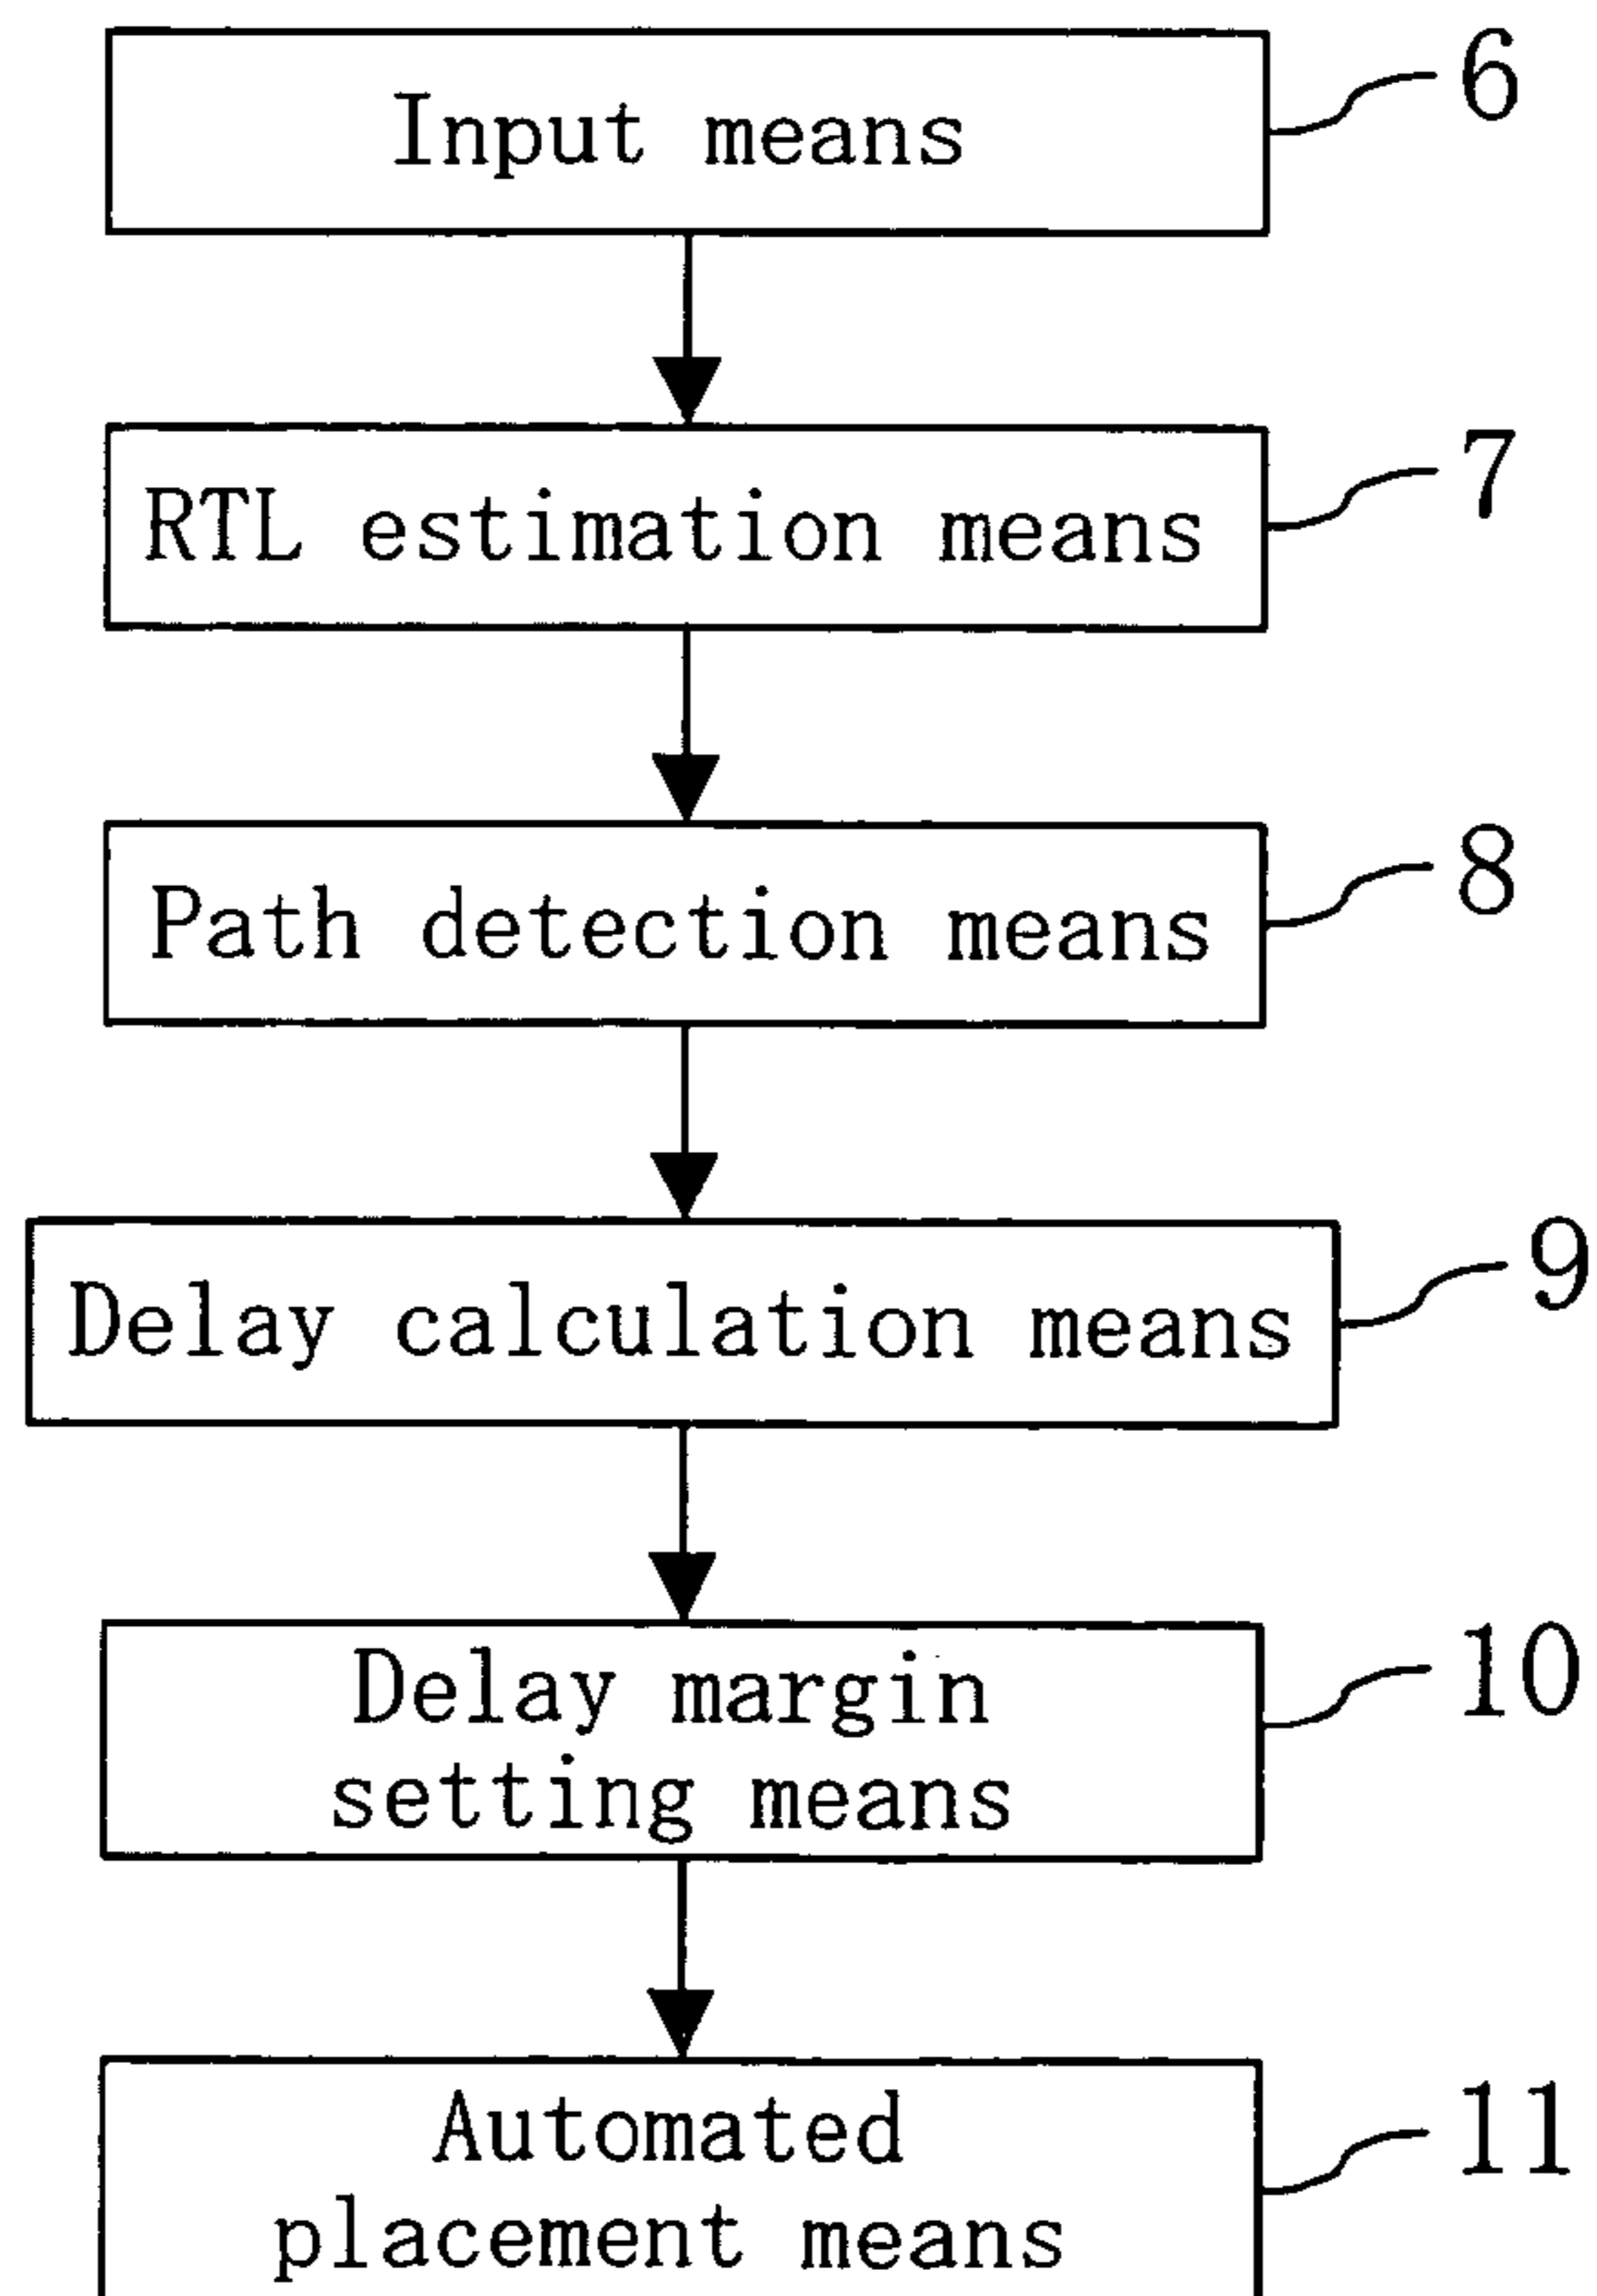 Input means
6
RTL estimation means
7
Path detection means
8
Delay calculation means
9
Delay margin
setting means
10
Automated
placement means
11